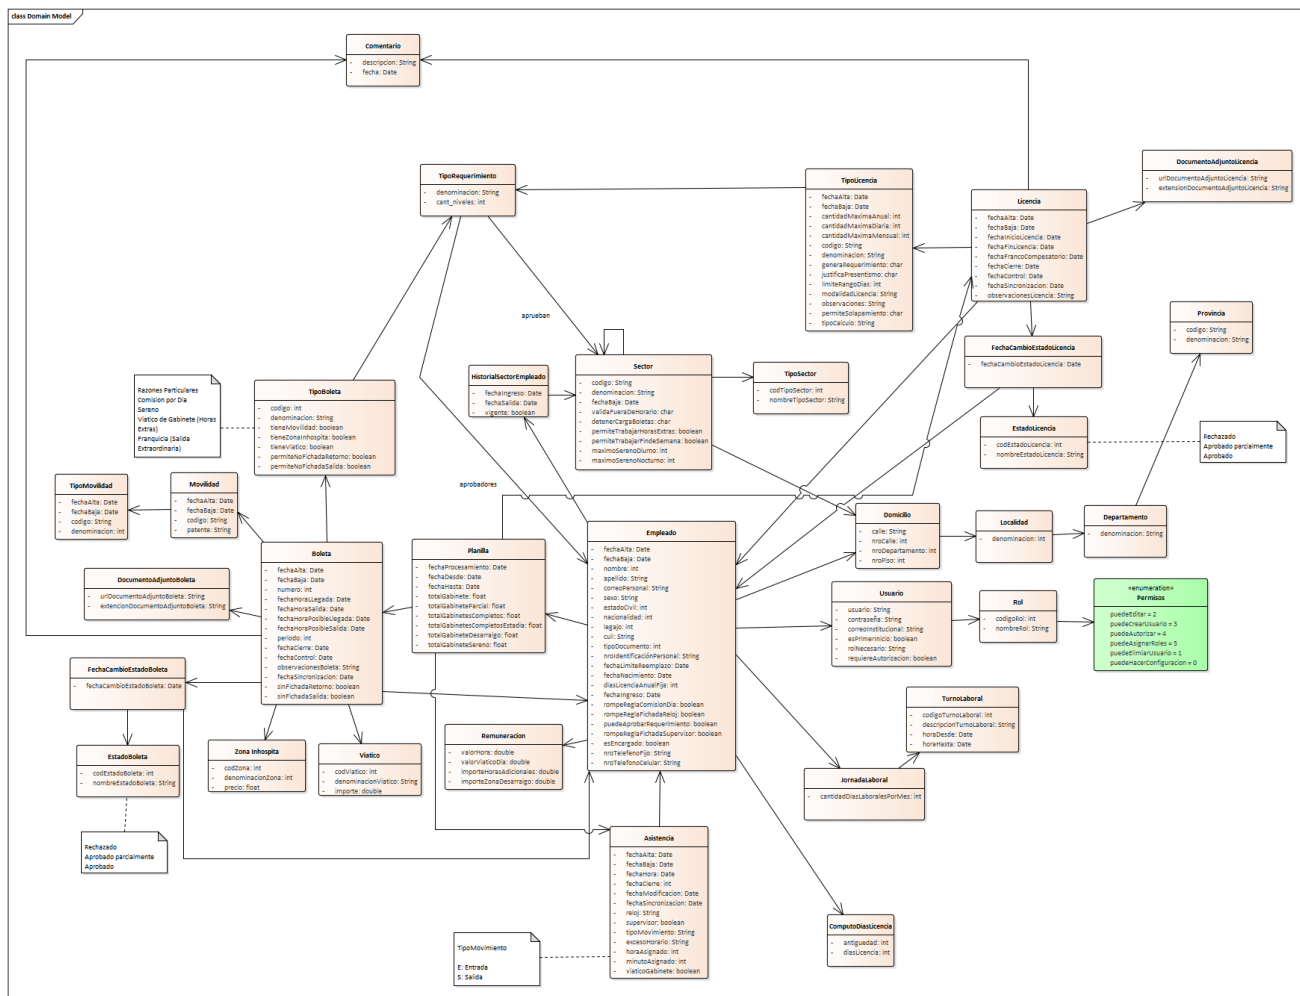 class Domain Model
Comentario
- descripcion: String
- fecha: Date
TipoRequerimiento
- denominacion: String
- cant_niveles: int
TipoLicencia
- fechaAlta: Date
- fechaBaja: Date
- cantidadMaximaAnual: int
- cantidadMaximaDiaria: int
- cantidadMaximaMensual: int
- codigo: String
- denominacion: String
- generaRequerimiento: char
- justificaPresentismo: char
- limiteRangoDias: int
- modalidadLicencia: String
- observaciones: String
- permiteSolapamiento: char
- tipoCalculo: String
Licencia
- fechaAlta: Date
- fechaBaja: Date
- fechaInicioLicencia: Date
- fechaFinLicencia: Date
- fechaFrancoCompesatorio: Date
- fechaCierre: Date
- fechaControl: Date
- fechaSincronizacion: Date
- observacionesLicencia: String
DocumentoAdjuntoLicencia
- urlDocumentoAdjuntoLicencia: String
- extensionDocumentoAdjuntoLicencia: String
Provincia
- codigo: String
- denominacion: String
FechaCambioEstadoLicencia
- fechaCambioEstadoLicencia: Date
EstadoLicencia
- codEstadoLicencia: int
- nombreEstadoLicencia: String
Rechazado
Aprobado parcialmente
Aprobado
aprueban
HistorialSectorEmpleado
- fechaIngreso: Date
- fechaSalida: Date
- vigente: boolean
Sector
- codigo: String
- denominacion: String
- fechaBaja: Date
- validaFueraDeHorario: char
- detenerCargaBoletas: char
- permiteTrabajarHorasExtras: boolean
- permiteTrabajarFindeSemana: boolean
- maximoSerenoDiurno: int
- maximoSerenoNocturno: int
TipoSector
- codTipoSector: int
- nombreTipoSector: String
Razones Particulares
Comision por Dia
Sereno
Viatico de Gabinete (Horas
Extras)
Franquicia (Salida
Extraordinaria)
TipoBoleta
- codigo: int
- denominacion: String
- tieneMovilidad: boolean
- tieneZonaInhospita: boolean
- tieneViatico: boolean
- permiteNoFichadaRetorno: boolean
- permiteNoFichadaSalida: boolean
aprobadores
TipoMovilidad
- fechaAlta: Date
- fechaBaja: Date
- codigo: String
- denominacion: int
Movilidad
- fechaAlta: Date
- fechaBaja: Date
- codigo: String
- patente: String
Boleta
- fechaAlta: Date
- fechaBaja: Date
- numero: int
- fechaHoraLLegada: Date
- fechaHoraSalida: Date
- fechaHoraPosibleLlegada: Date
- fechaHoraPosibleSalida: Date
- periodo: int
- fechaCierre: Date
- fechaControl: Date
- observacionesBoleta: String
- fechaSincronizacion: Date
- sinFichadaRetorno: boolean
- sinFichadaSalida: boolean
Planilla
- fechaProcesamiento: Date
- fechaDesde: Date
- fechaHasta: Date
- totalGabinete: float
- totalGabineteParcial: float
- totalGabinetesCompletos: float
- totalGabinetesCompletosEstadia: float
- totalGabineteDesarraigo: float
- totalGabineteSereno: float
Empleado
- fechaAlta: Date
- fechaBaja: Date
- nombre: int
- apellido: String
- correoPersonal: String
- sexo: String
- estadoCivil: int
- nacionalidad: int
- legajo: int
- cuil: String
- tipoDocumento: int
- nroIdentificaciónPersonal: String
- fechaLimiteReemplazo: Date
- fechaNacimiento: Date
- diasLicenciaAnualFija: int
- fechaIngreso: Date
- rompeReglaComisionDia: boolean
- rompeReglaFichadaReloj: boolean
- puedeAprobarRequerimiento: boolean
- rompeReglaFichadaSupervisor: boolean
- esEncargado: boolean
- nroTelefenoFijo: String
- nroTelefonoCelular: String
Domicilio
- calle: String
- nroCalle: int
- nroDepartamento: int
- nroPiso: int
Localidad
- denominacion: int
Departamento
- denominacion: String
DocumentoAdjuntoBoleta
- urlDocumentoAdjuntoBoleta: String
- extencionDocumentoAdjuntoBoleta: String
Usuario
- usuario: String
- contraseña: String
- correoInstitucional: String
- esPrimerInicio: boolean
- rolNecesario: String
- requiereAutorizacion: boolean
Rol
- codigoRol: int
- nombreRol: String
«enumeration»
Permisos
puedeEditar = 2
puedeCrearUsuario = 3
puedeAutorizar = 4
puedeAsignarRoles = 5
puedeElimiarUsuario = 1
puedeHacerConfiguracion = 0
FechaCambioEstadoBoleta
- fechaCambioEstadoBoleta: Date
EstadoBoleta
- codEstadoBoleta: int
- nombreEstadoBoleta: String
Rechazado
Aprobado parcialmente
Aprobado
Zona Inhospita
- codZona: int
- denominacionZona: int
- precio: float
Viatico
- codViatico: int
- denominacionViatico: String
- importe: double
Remuneracion
- valorHora: double
- valorViaticoDia: double
- importeHorasAdicionales: double
- importeZonaDesarraigo: double
TurnoLaboral
- codigoTurnoLaboral: int
- descripcionTurnoLaboral: String
- horaDesde: Date
- horaHasta: Date
JornadaLaboral
- cantidadDiasLaboralesPorMes: int
Asistencia
- fechaAlta: Date
- fechaBaja: Date
- fechaHora: Date
- fechaCierre: int
- fechaModificacion: Date
- fechaSincronizacion: Date
- reloj: String
- supervisor: boolean
- tipoMovimiento: String
- excesoHorario: String
- horaAsignado: int
- minutoAsignado: int
- viaticoGabinete: boolean
TipoMovimiento
E: Entrada
S: Salida
ComputoDiasLicencia
- antiguedad: int
- diasLicencia: int